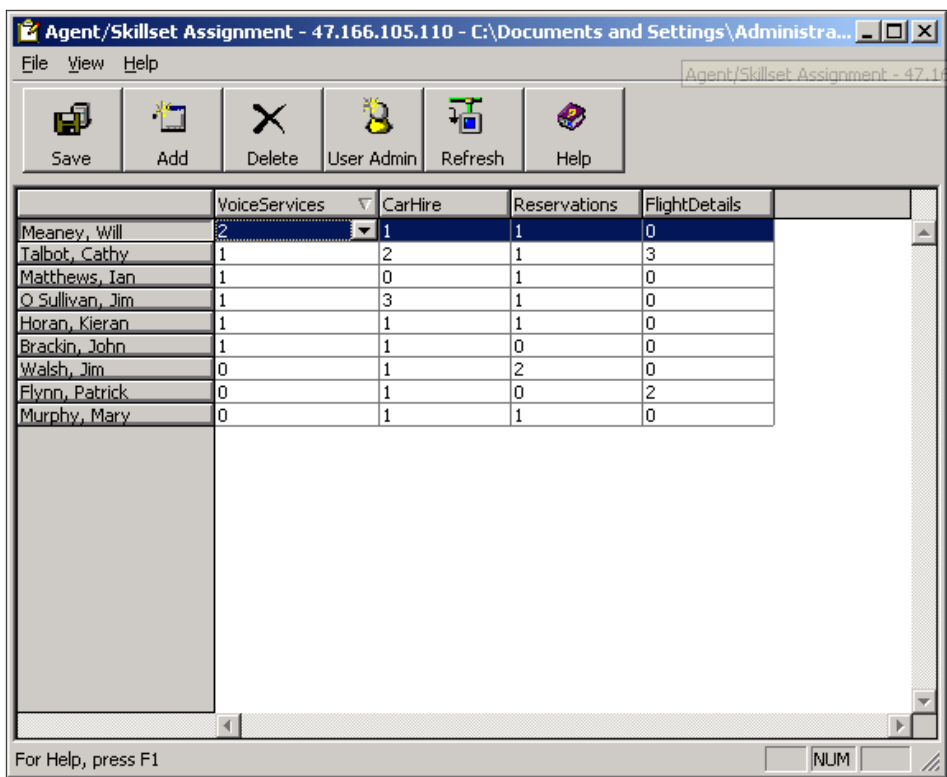 Agent/Skillset Assignment - 47.166.105.110 - C:\Documents and Settings\Administra...
File View Help
Agent/Skillset Assignment - 47.16
Save Add Delete User Admin Refresh Help
VoiceServices CarHire Reservations FlightDetails
Meaney, Will 2 1 1 0
Talbot, Cathy 1 2 1 3
Matthews, Ian 1 0 1 0
O Sullivan, Jim 1 3 1 0
Horan, Kieran 1 1 1 0
Brackin, John 1 1 0 0
Walsh, Jim 0 1 2 0
Flynn, Patrick 0 1 0 2
Murphy, Mary 0 1 1 0
For Help, press F1 NUM